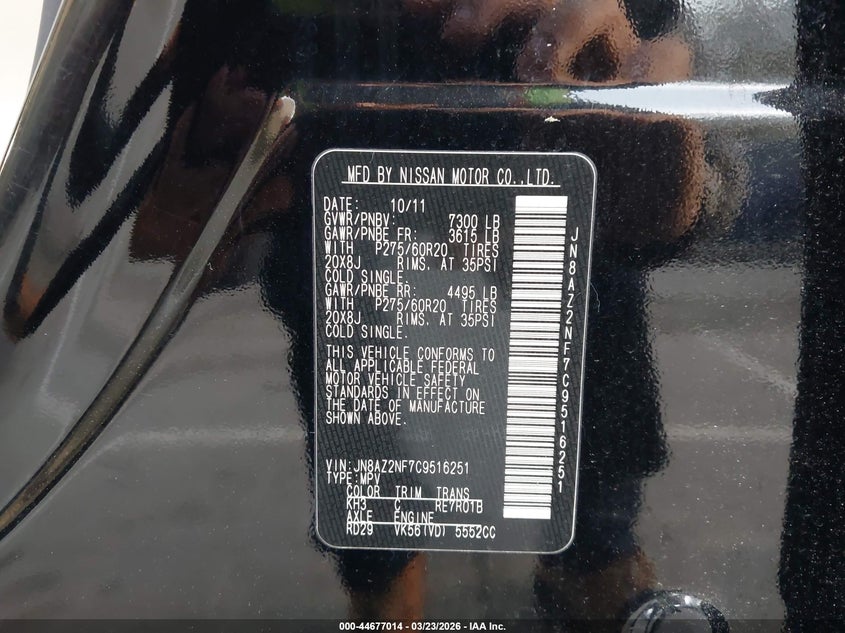 MFD BY NISSAN MOTOR CO.,LTD.
DATE: 10/11
GVWR/PNBV: 7300 LB
GAWR/PNBE FR: 3615 LB
WITH P275/60R20 TIRES
20X8J RIMS. AT 35PSI
COLD SINGLE.
GAWR/PNBE RR: 4495 LB
WITH P275/60R20 TIRES
20X8J RIMS. AT 35PSI
COLD SINGLE.
THIS VEHICLE CONFORMS TO
ALL APPLICABLE FEDERAL
MOTOR VEHICLE SAFETY
STANDARDS IN EFFECT ON
THE DATE OF MANUFACTURE
SHOWN ABOVE.
VIN: JN8AZ2NF7C9516251
TYPE: MPV
COLOR TRIM TRANS
KH3 C RE7R01B
AXLE ENGINE
RD29 VK56(VD) 5552CC
JN8AZ2NF7C9516251
000-44677014 - 03/23/2026 - IAA Inc.